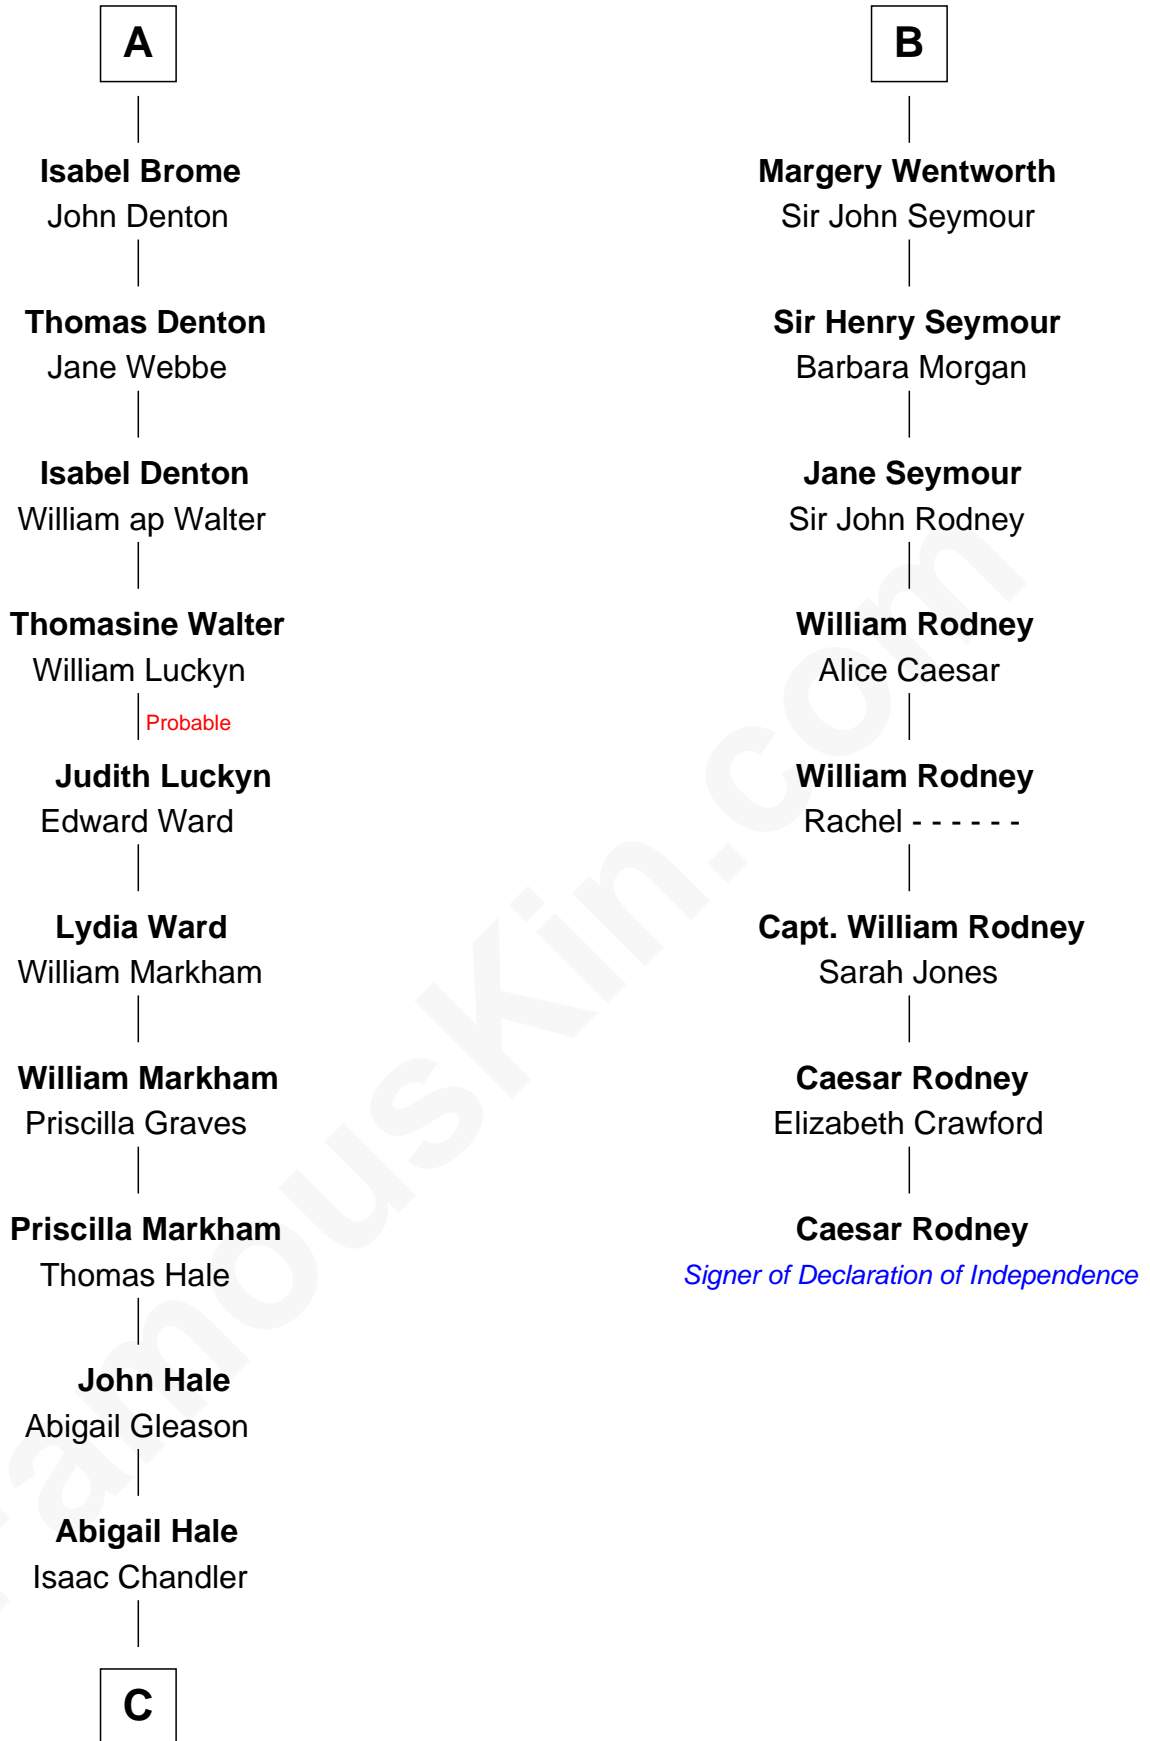 A
Isabel Brome
John Denton
Thomas Denton
Jane Webbe
Isabel Denton
William ap Walter
Thomasine Walter
William Luckyn
Probable
Judith Luckyn
Edward Ward
Lydia Ward
William Markham
William Markham
Priscilla Graves
Priscilla Markham
Thomas Hale
John Hale
Abigail Gleason
Abigail Hale
Isaac Chandler
C
B
Margery Wentworth
Sir John Seymour
Sir Henry Seymour
Barbara Morgan
Jane Seymour
Sir John Rodney
William Rodney
Alice Caesar
William Rodney
Rachel - - - - - -
Capt. William Rodney
Sarah Jones
Caesar Rodney
Elizabeth Crawford
Caesar Rodney
Signer of Declaration of Independence
FamousKin.com